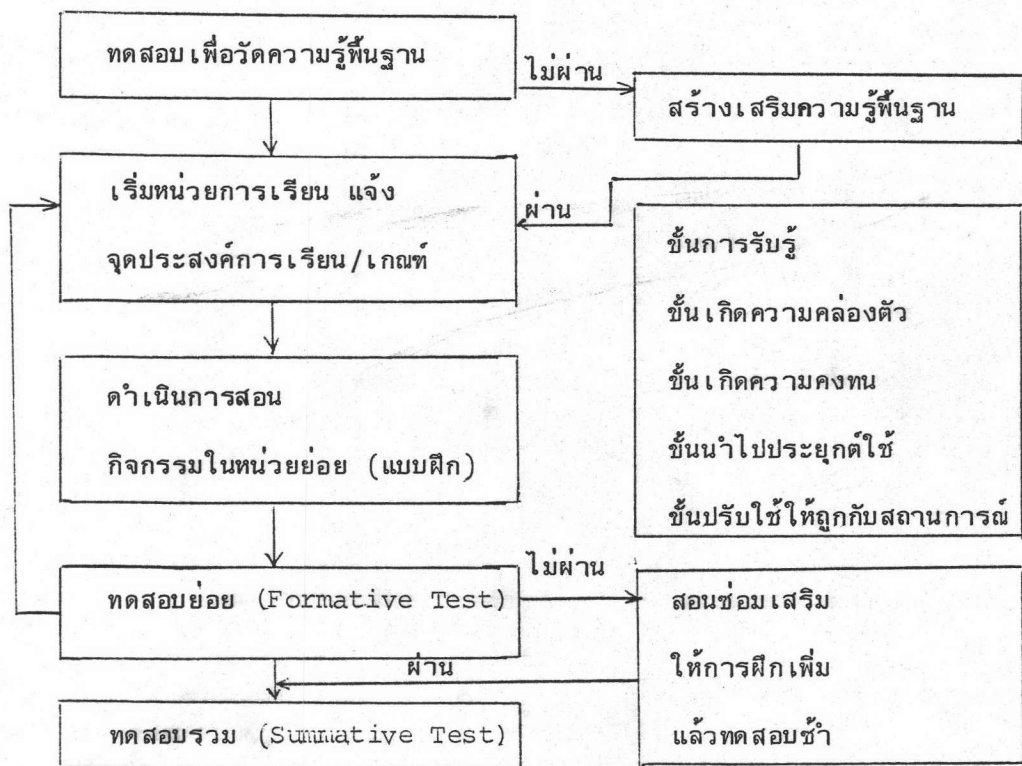 ทดสอบเพื่อวัดความรู้พื้นฐาน
ไม่ผ่าน
สร้างเสริมความรู้พื้นฐาน
เริ่มหน่วยการเรียน แจ้ง
จุดประสงค์การเรียน/เกณฑ์
ผ่าน
ขั้นการรับรู้
ขั้นเกิดความคล่องตัว
ขั้นเกิดความคงทน
ขั้นนำไปประยุกต์ใช้
ขั้นปรับใช้ให้ถูกกับสถานการณ์
ดำเนินการสอน
กิจกรรมในหน่วยย่อย (แบบฝึก)
ทดสอบย่อย (Formative Test)
ไม่ผ่าน
สอนซ่อมเสริม
ให้การฝึกเพิ่ม
แล้วทดสอบซ้ำ
ผ่าน
ทดสอบรวม (Summative Test)